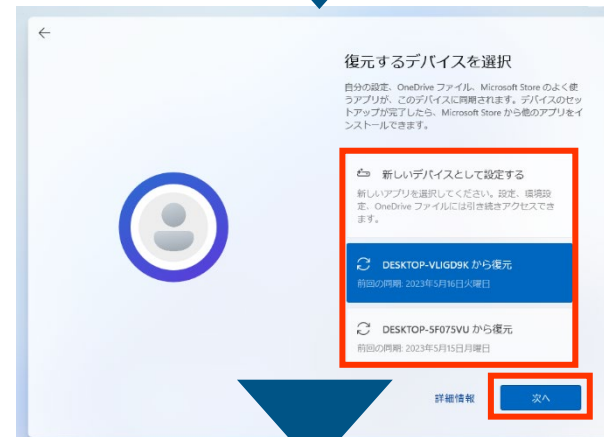 復元するデバイスを選択
自分の設定、OneDrive ファイル、Microsoft Store のよく使
うアプリが、このデバイスに同期されます。デバイスのセッ
トアップが完了したら、Microsoft Store から他のアプリをイ
ンストールできます。
新しいデバイスとして設定する
新しいアプリを選択してください。設定、環境設
定、OneDrive ファイルには引き続きアクセスでき
ます。
DESKTOP-VLIGD9K から復元
前回の同期: 2023年5月16日火曜日
DESKTOP-SF075VU から復元
前回の同期: 2023年5月15日月曜日
詳細情報
次へ